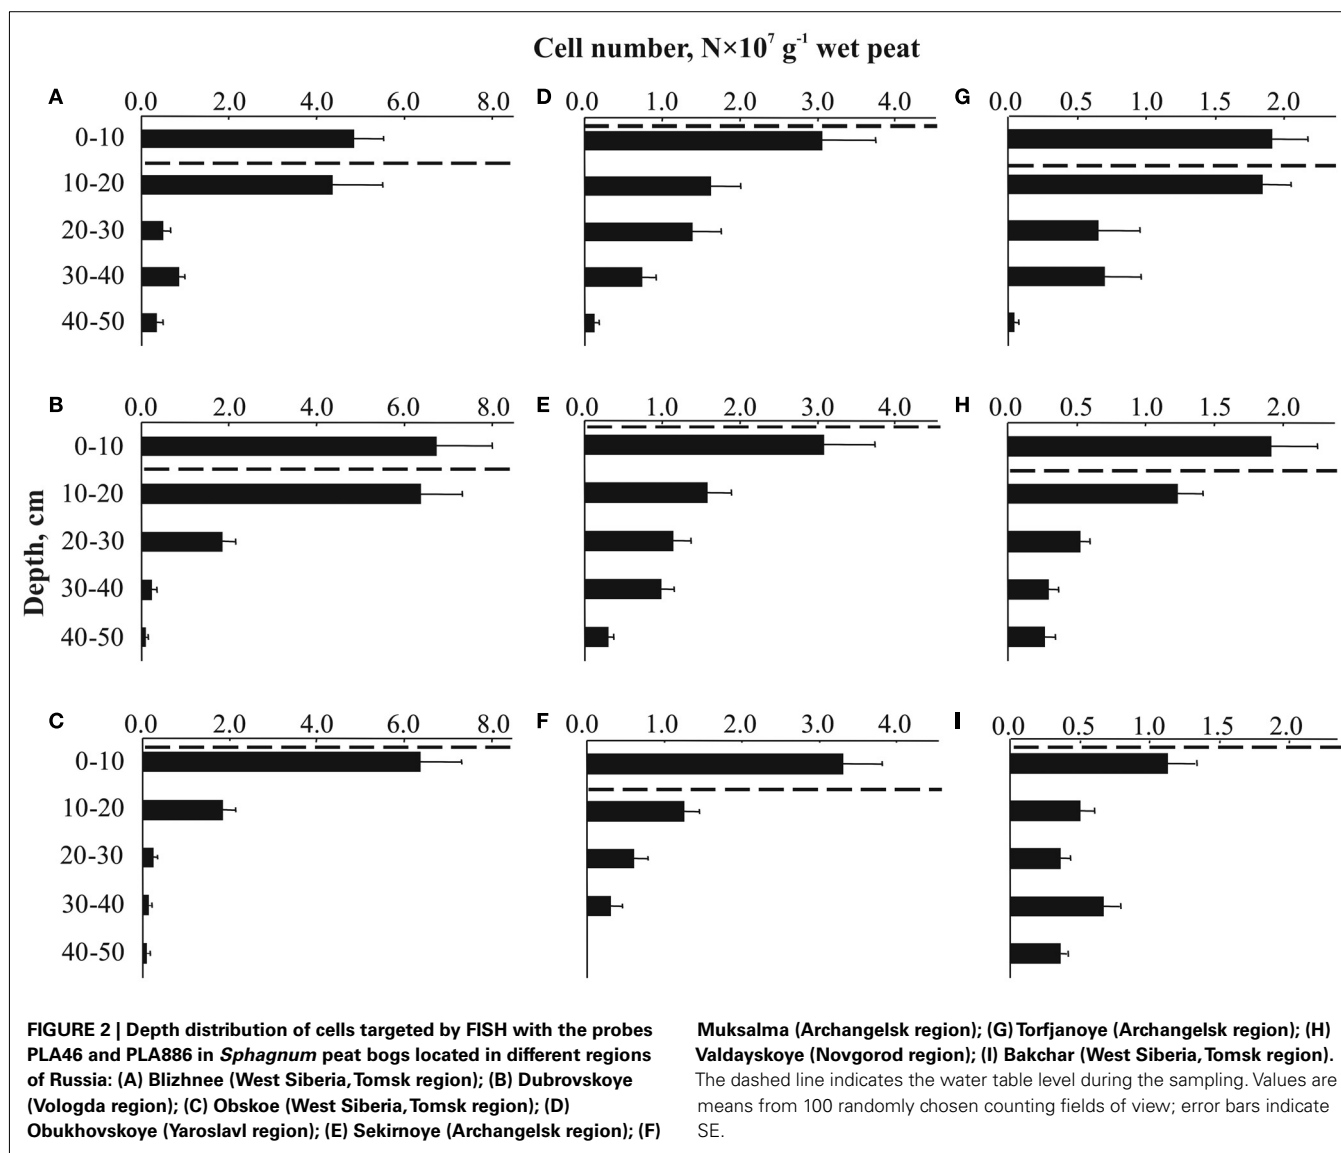 Cell number, N×10⁷ g⁻¹ wet peat
A
0.0 2.0 4.0 6.0 8.0
0-10
10-20
20-30
30-40
40-50
D
0.0 1.0 2.0 3.0 4.0
G
0.0 0.5 1.0 1.5 2.0
B
0.0 2.0 4.0 6.0 8.0
0-10
10-20
20-30
30-40
40-50
Depth, cm
E
0.0 1.0 2.0 3.0 4.0
H
0.0 0.5 1.0 1.5 2.0
C
0.0 2.0 4.0 6.0 8.0
0-10
10-20
20-30
30-40
40-50
F
0.0 1.0 2.0 3.0 4.0
I
0.0 0.5 1.0 1.5 2.0
FIGURE 2 | Depth distribution of cells targeted by FISH with the probes
PLA46 and PLA886 in Sphagnum peat bogs located in different regions
of Russia: (A) Blizhnee (West Siberia, Tomsk region); (B) Dubrovskoye
(Vologda region); (C) Obskoe (West Siberia, Tomsk region); (D)
Obukhovskoye (Yaroslavl region); (E) Sekirnoye (Archangelsk region); (F)
Muksalma (Archangelsk region); (G) Torfjanoye (Archangelsk region); (H)
Valdayskoye (Novgorod region); (I) Bakchar (West Siberia, Tomsk region).
The dashed line indicates the water table level during the sampling. Values are
means from 100 randomly chosen counting fields of view; error bars indicate
SE.